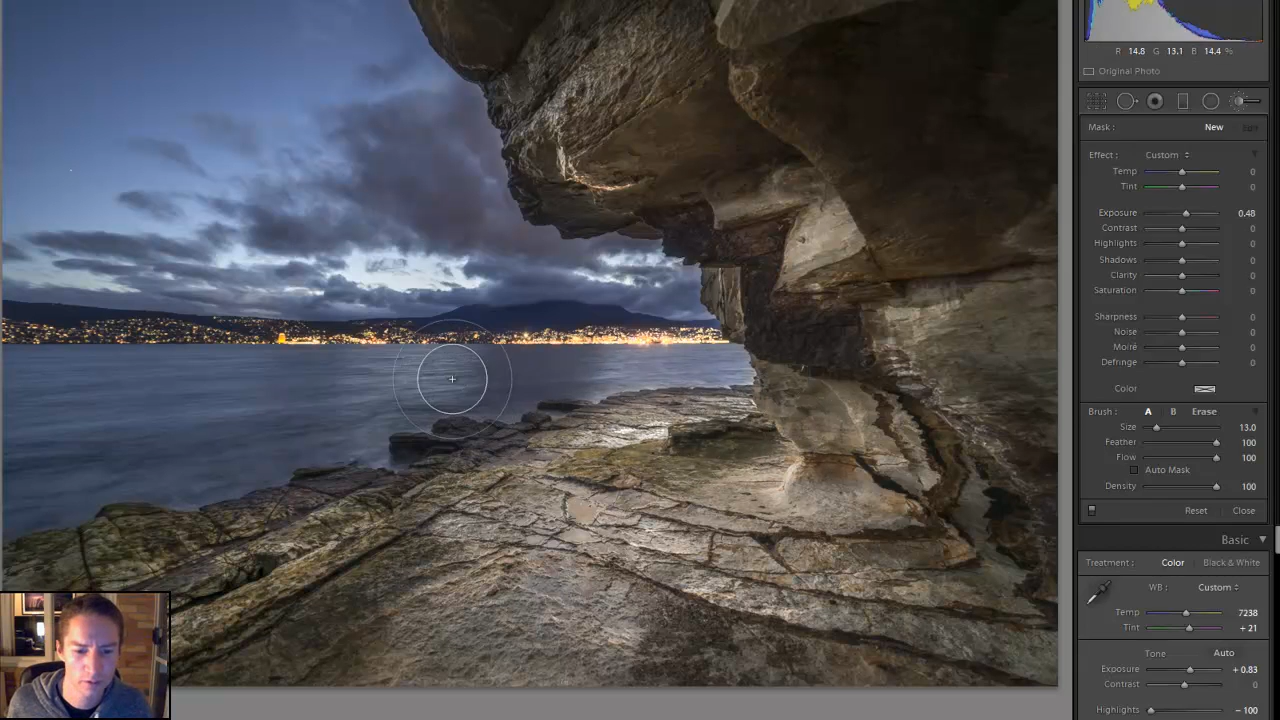 R 14.8 G 13.1 B 14.4 %
Original Photo
Mask : New
Effect : Custom
Temp 0
Tint 0
Exposure 0.48
Contrast 0
Highlights 0
Shadows 0
Clarity 0
Saturation 0
Sharpness 0
Noise 0
Moiré 0
Defringe 0
Color
Brush : A B Erase
Size 13.0
Feather 100
Flow 100
Auto Mask
Density 100
Reset Close
Basic
Treatment : Color Black & White
WB : Custom
Temp 7238
Tint + 21
Tone Auto
Exposure + 0.83
Contrast 0
Highlights − 100